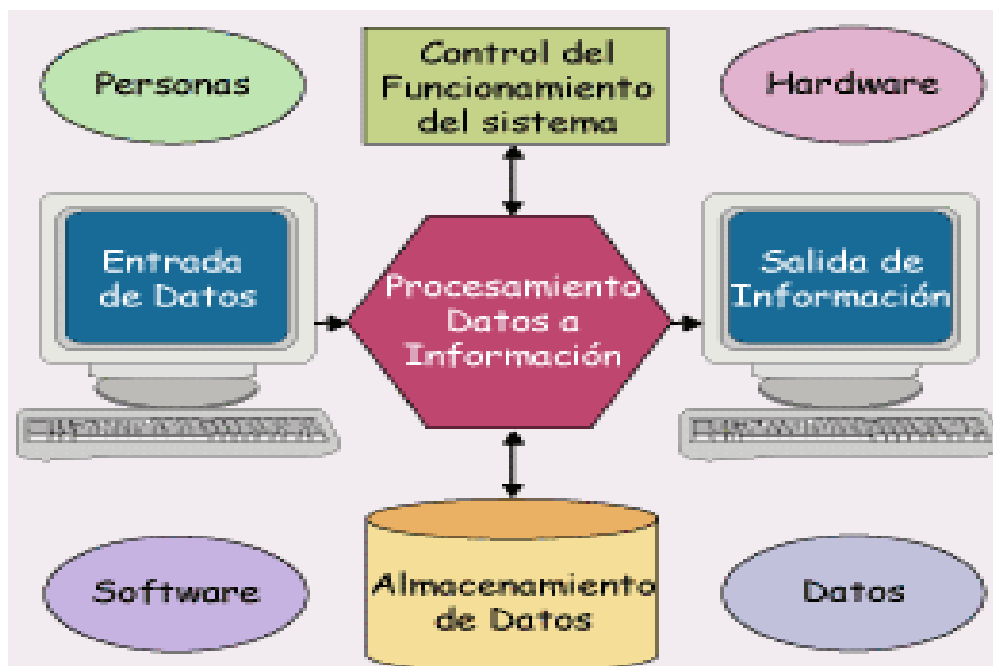 Personas
Control del
Funcionamiento
del sistema
Hardware
Entrada
de Datos
Procesamiento
Datos a
Información
Salida de
Información
Software
Almacenamiento
de Datos
Datos